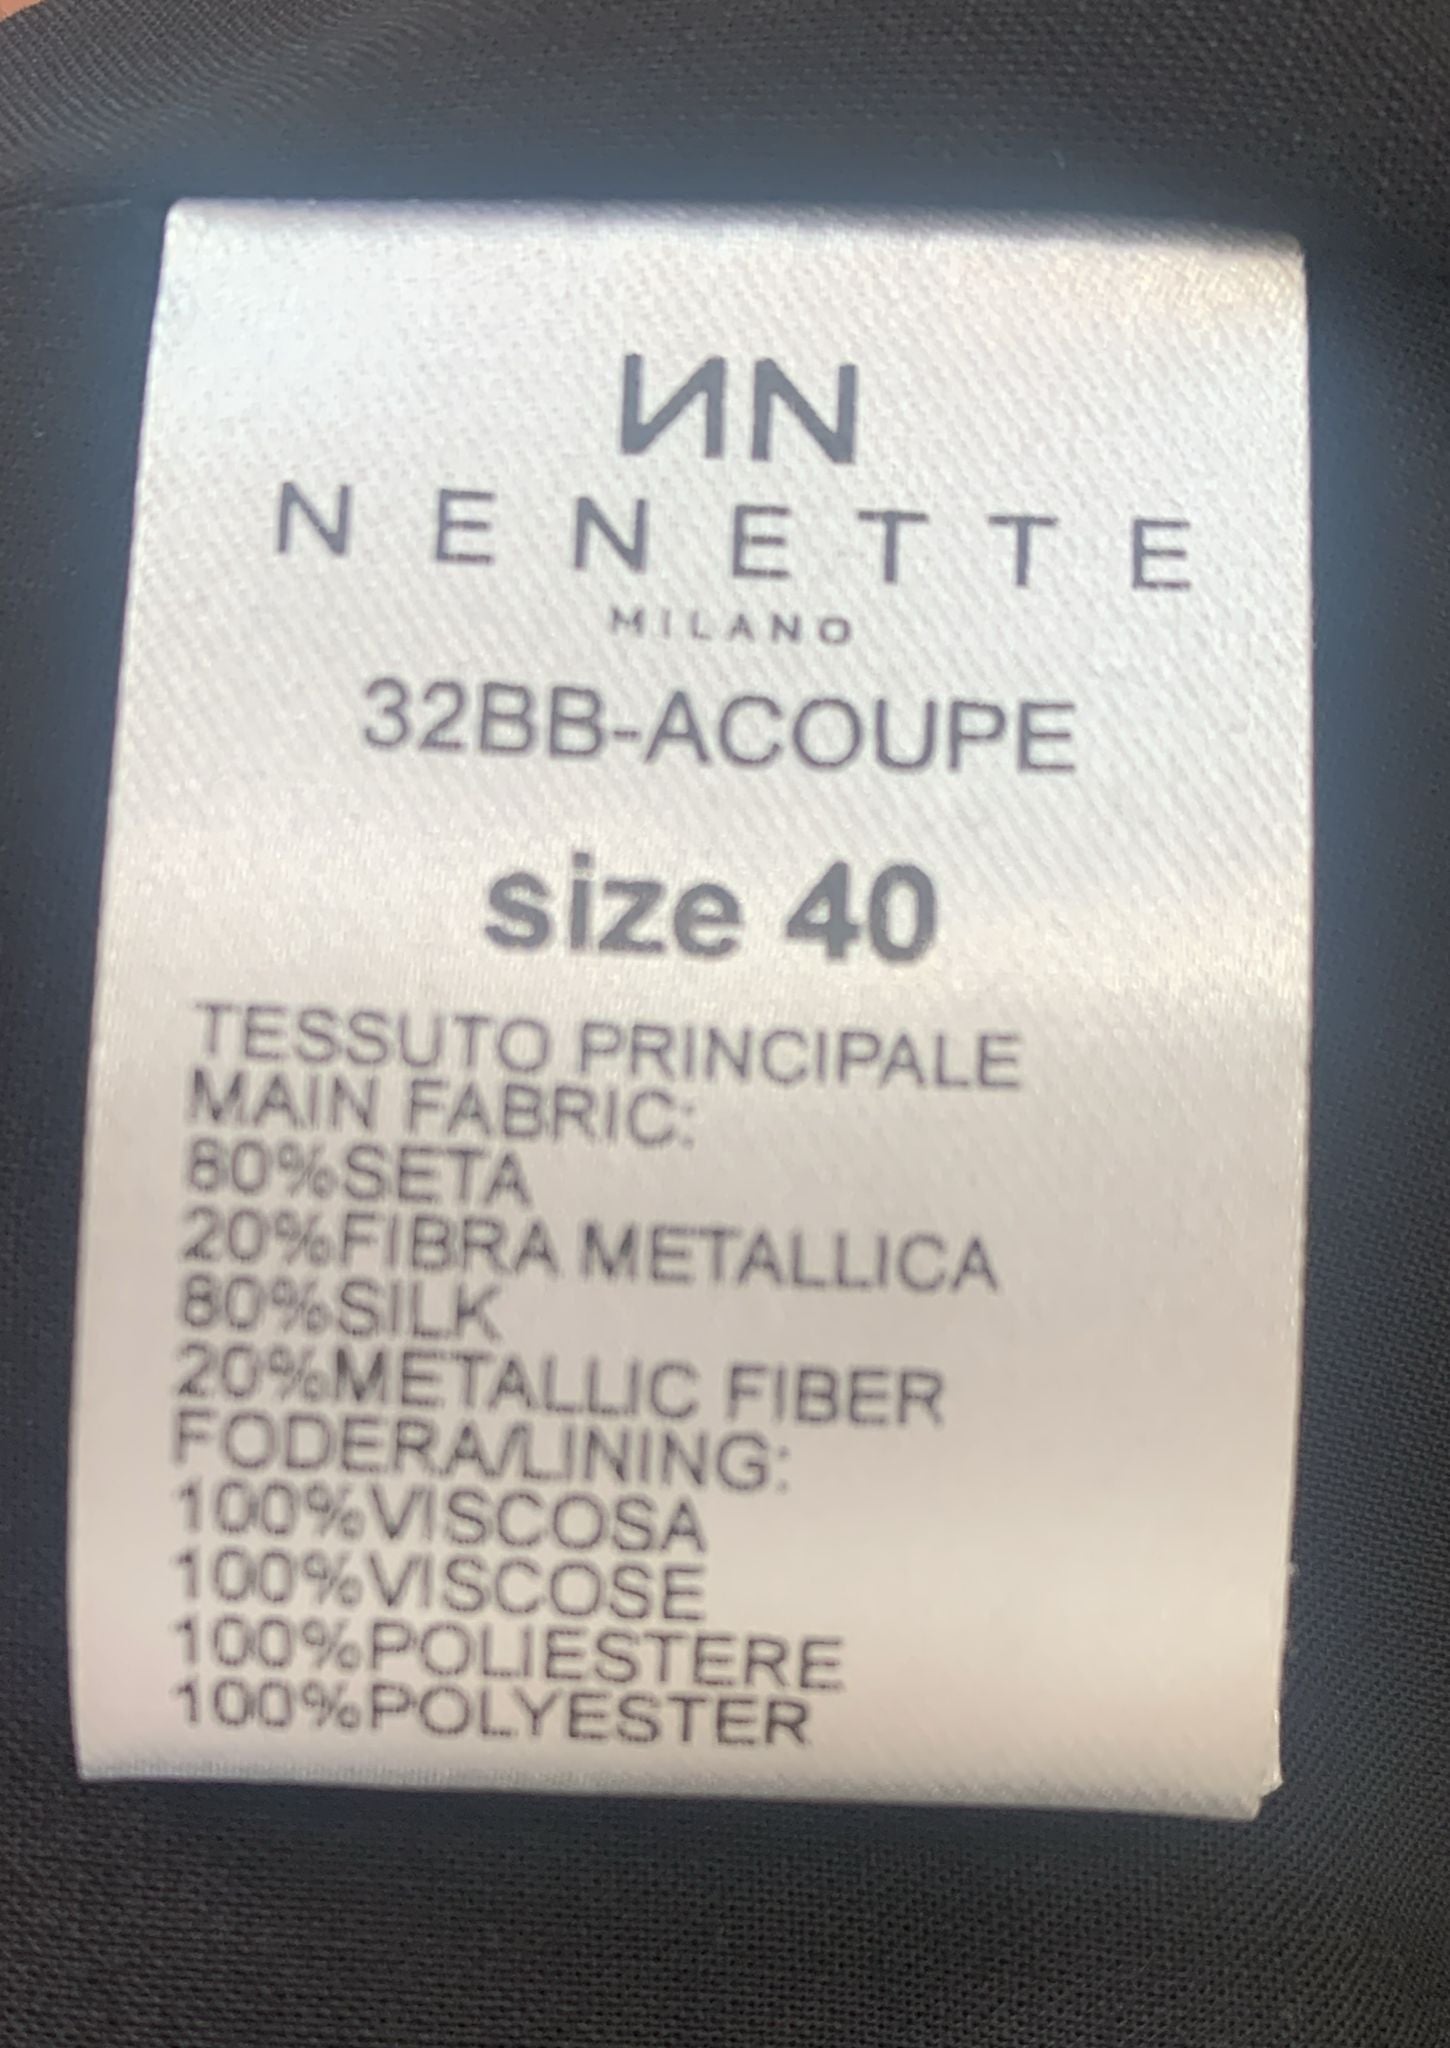 NN
NENETTE
MILANO
32BB-ACOUPE
size 40
TESSUTO PRINCIPALE
MAIN FABRIC:
80%SETA
20%FIBRA METALLICA
80%SILK
20%METALLIC FIBER
FODERA/LINING:
100%VISCOSA
100%VISCOSE
100%POLIESTERE
100%POLYESTER